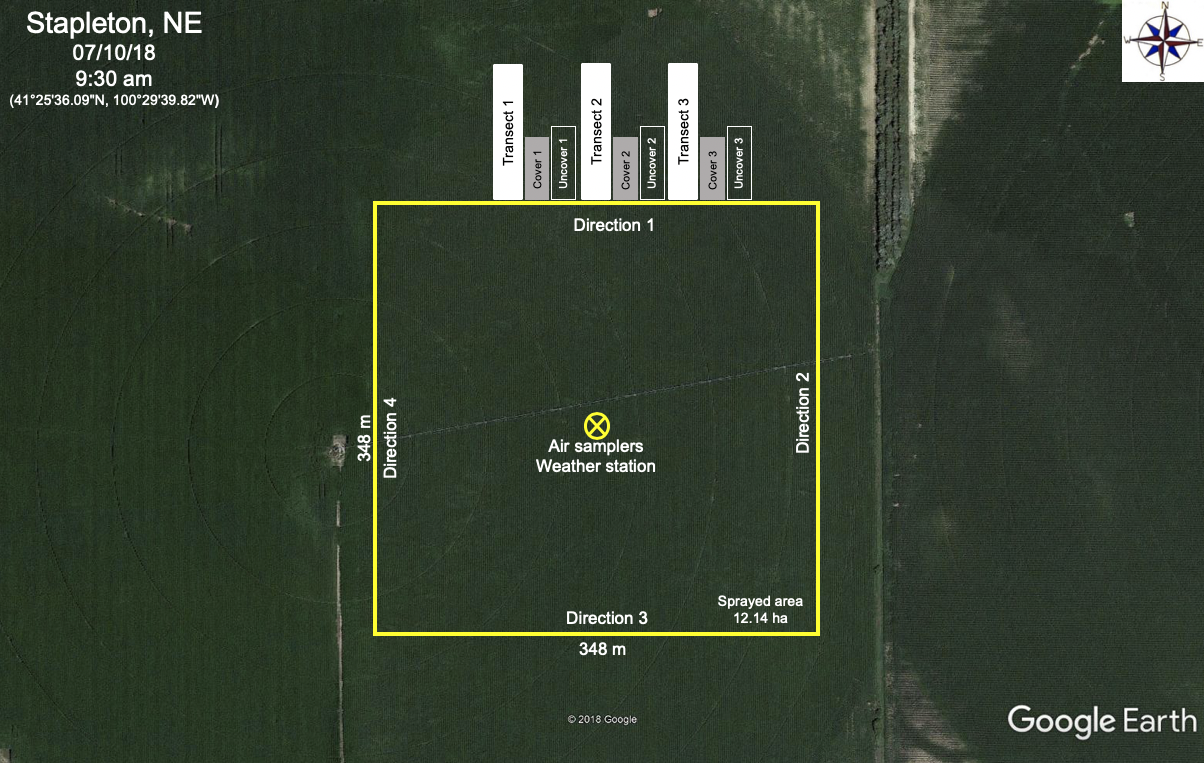 Stapleton, NE
07/10/18
9:30 am
(41°25'36.09"N, 100°29'39.82"W)
N
W
E
S
Transect 1
Cover 1
Uncover 1
Transect 2
Cover 2
Uncover 2
Transect 3
Cover 3
Uncover 3
Direction 1
Direction 2
348 m
Direction 4
Air samplers
Weather station
Sprayed area
12.14 ha
Direction 3
348 m
© 2018 Google
Google Earth